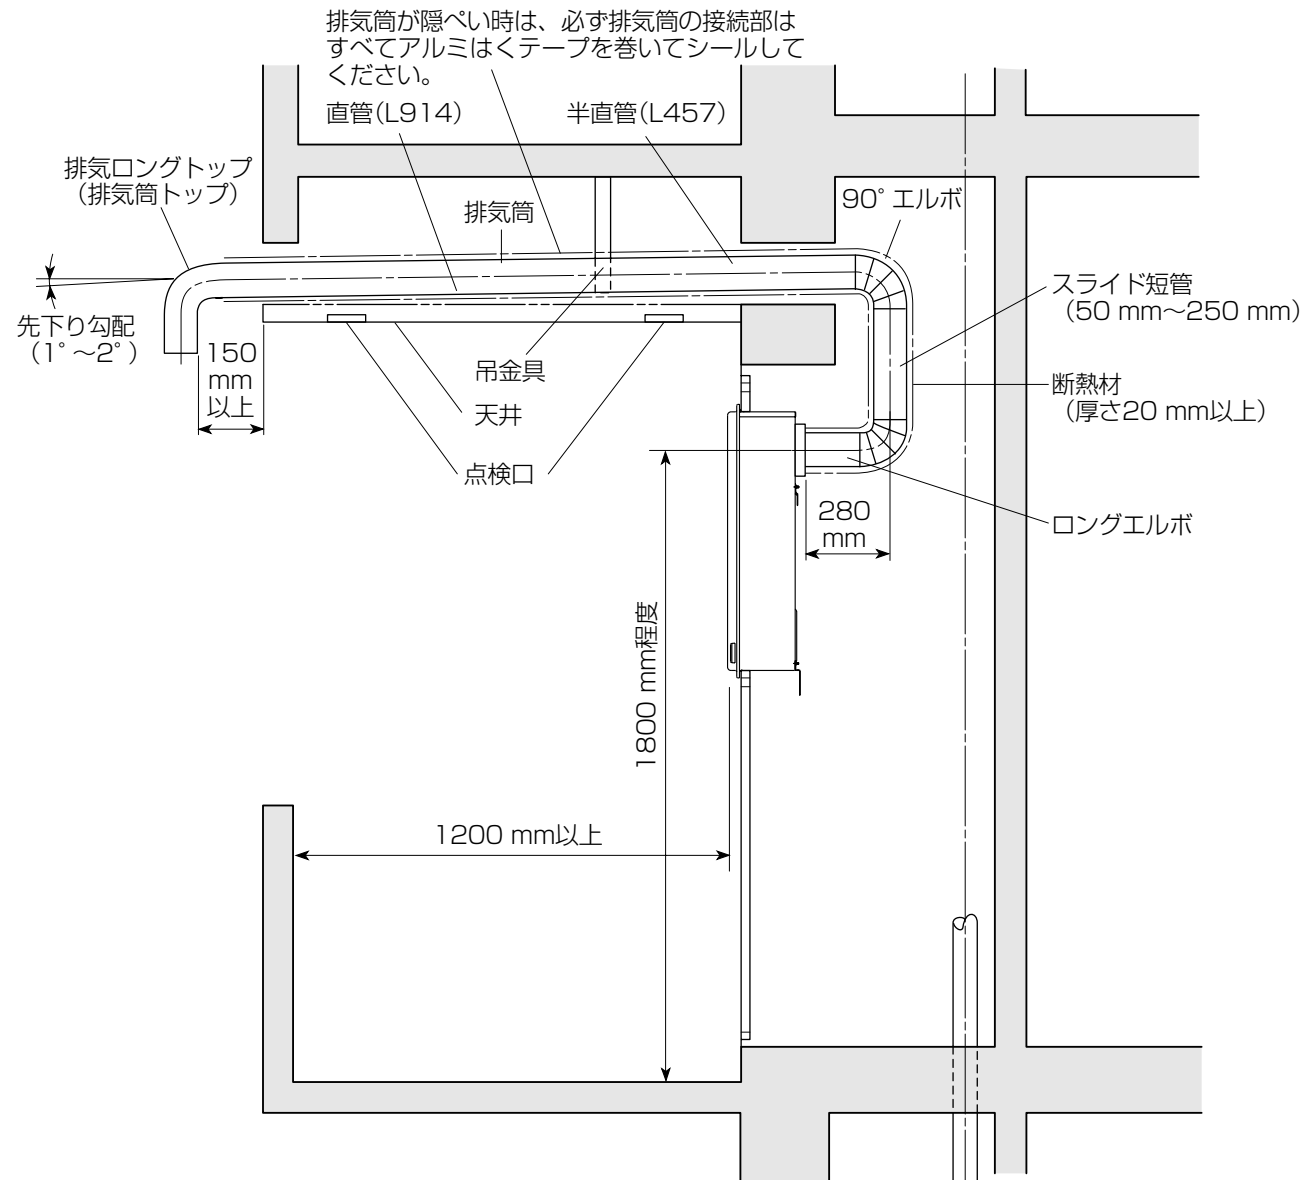 排気筒が隠ぺい時は、必ず排気筒の接続部は
すべてアルミはくテープを巻いてシールして
ください。
直管(L914)
半直管(L457)
排気ロングトップ
(排気筒トップ)
排気筒
90°エルボ
スライド短管
(50 mm~250 mm)
先下り勾配
(1°~2°)
150
mm
以上
吊金具
天井
点検口
断熱材
(厚さ20 mm以上)
280
mm
ロングエルボ
1800 mm程度
1200 mm以上